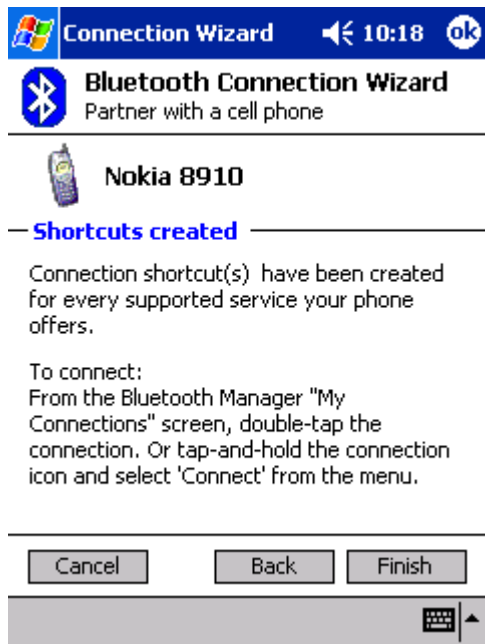 Connection Wizard 10:18 ok
Bluetooth Connection Wizard
Partner with a cell phone
Nokia 8910
Shortcuts created
Connection shortcut(s) have been created
for every supported service your phone
offers.
To connect:
From the Bluetooth Manager "My
Connections" screen, double-tap the
connection. Or tap-and-hold the connection
icon and select 'Connect' from the menu.
Cancel Back Finish